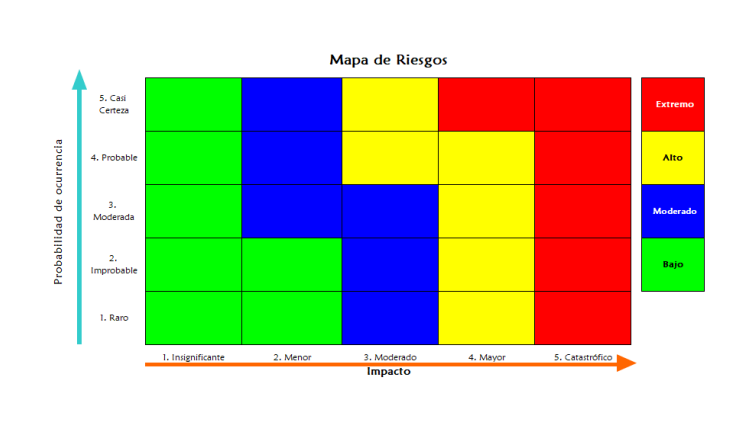 Mapa de Riesgos
Probabilidad de ocurrencia
5. Casi
Certeza
4. Probable
3.
Moderada
2.
Improbable
1. Raro
1. Insignificante
2. Menor
3. Moderado
4. Mayor
5. Catastrófico
Impacto
Extremo
Alto
Moderado
Bajo